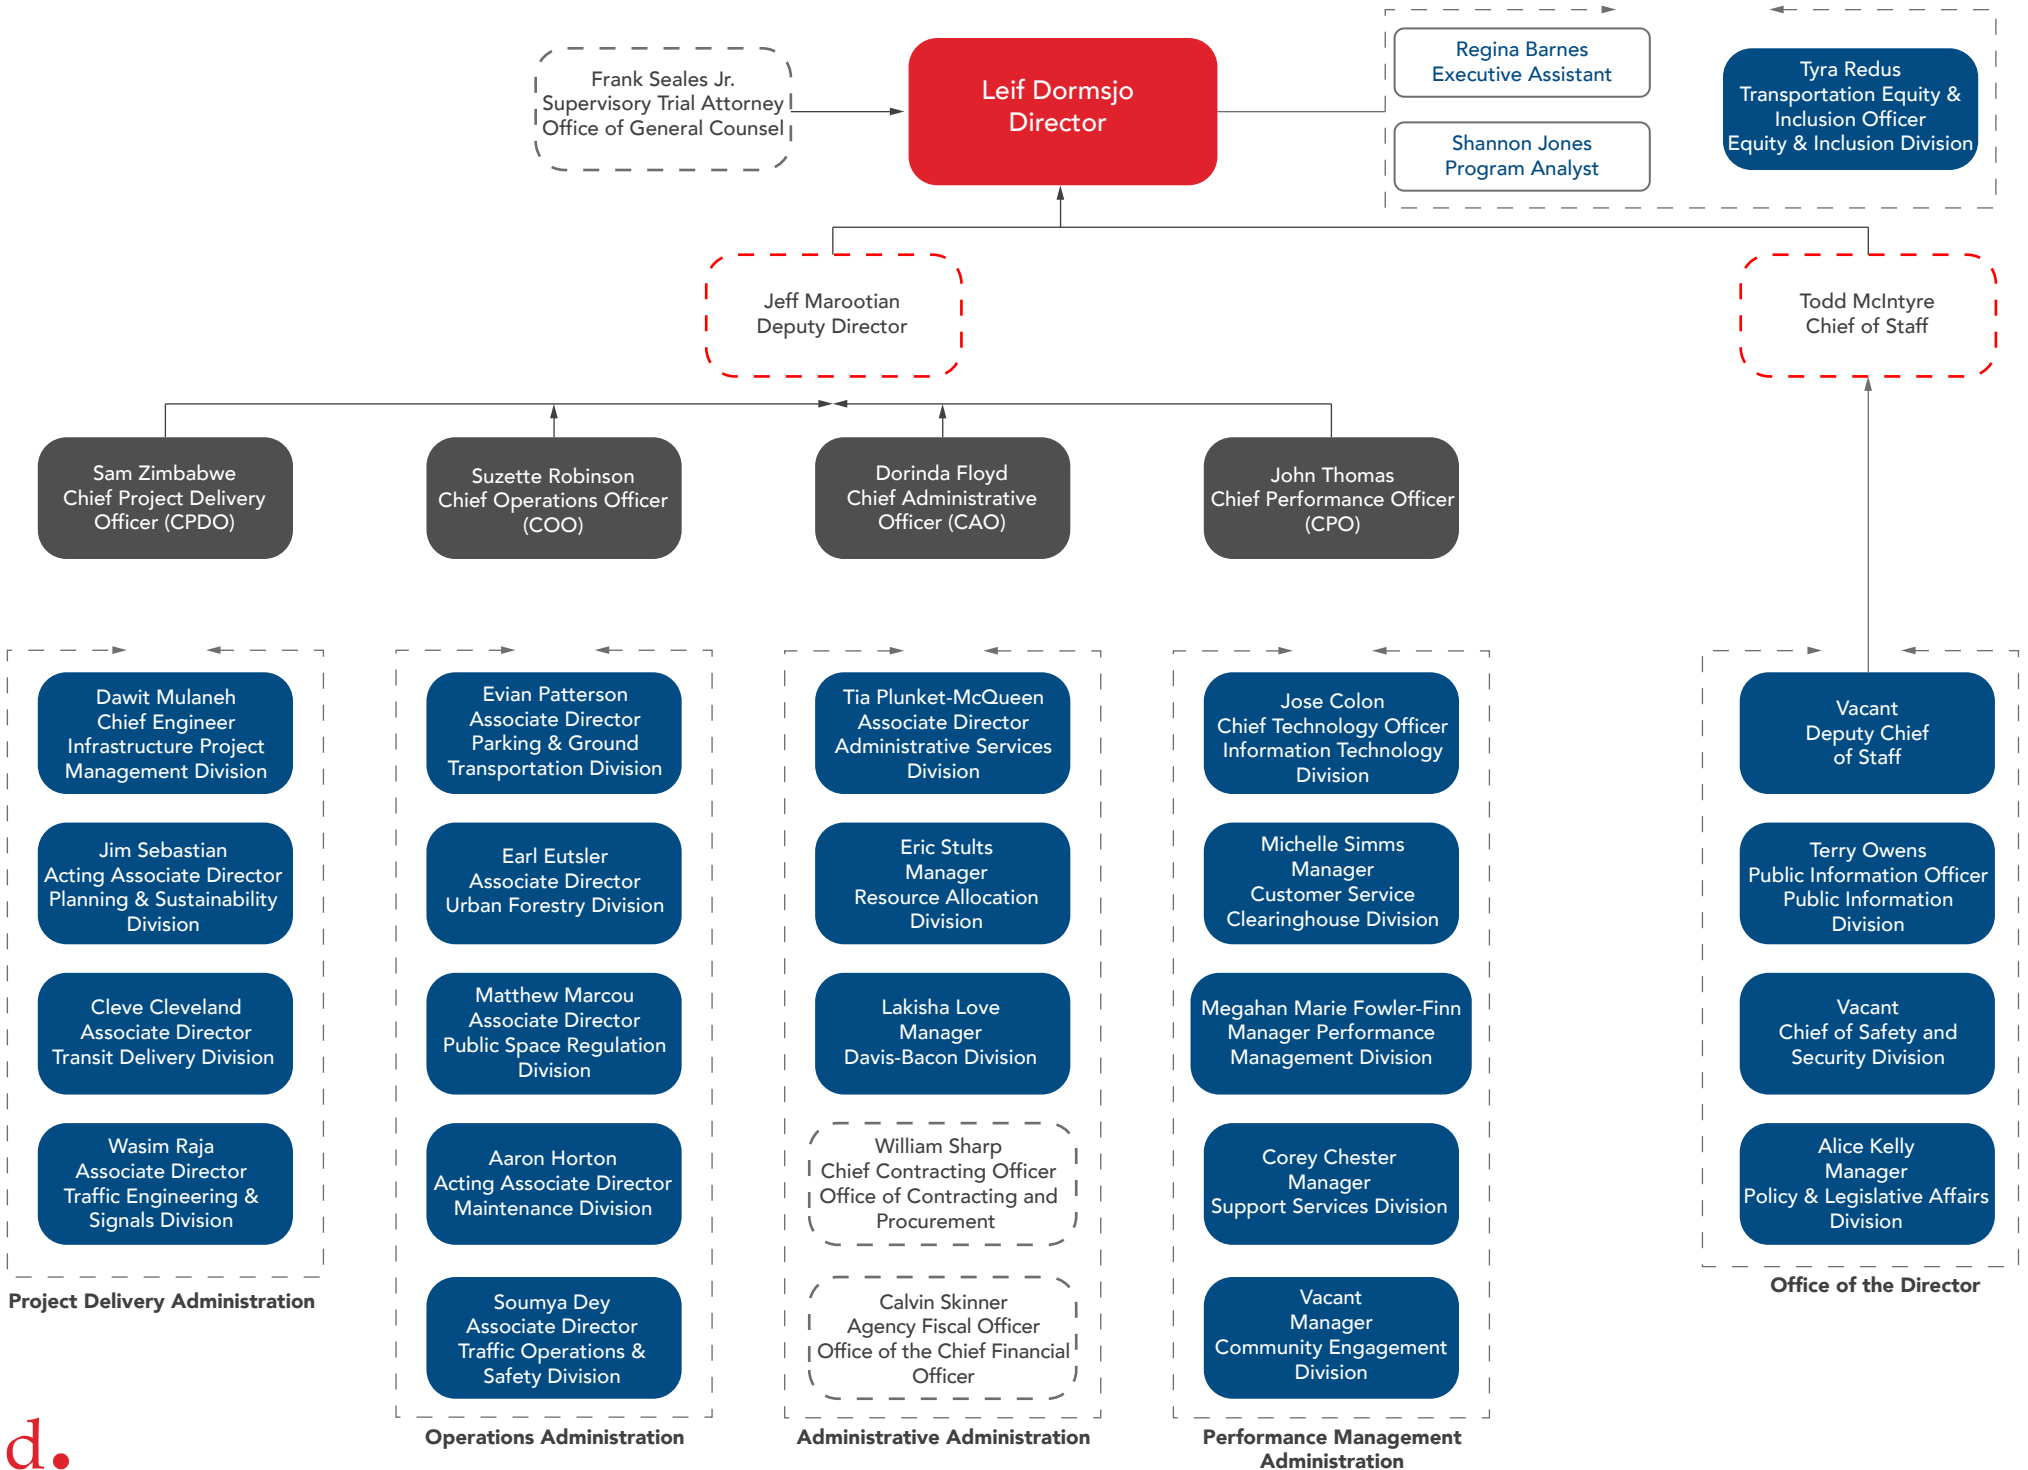 Frank Seales Jr.
Supervisory Trial Attorney
Office of General Counsel
Leif Dormsjo
Director
Regina Barnes
Executive Assistant
Shannon Jones
Program Analyst
Tyra Redus
Transportation Equity &
Inclusion Officer
Equity & Inclusion Division
Jeff Marootian
Deputy Director
Todd McIntyre
Chief of Staff
Sam Zimbabwe
Chief Project Delivery
Officer (CPDO)
Suzette Robinson
Chief Operations Officer
(COO)
Dorinda Floyd
Chief Administrative
Officer (CAO)
John Thomas
Chief Performance Officer
(CPO)
Dawit Mulaneh
Chief Engineer
Infrastructure Project
Management Division
Jim Sebastian
Acting Associate Director
Planning & Sustainability
Division
Cleve Cleveland
Associate Director
Transit Delivery Division
Wasim Raja
Associate Director
Traffic Engineering &
Signals Division
Project Delivery Administration
Evian Patterson
Associate Director
Parking & Ground
Transportation Division
Earl Eutsler
Associate Director
Urban Forestry Division
Matthew Marcou
Associate Director
Public Space Regulation
Division
Aaron Horton
Acting Associate Director
Maintenance Division
Soumya Dey
Associate Director
Traffic Operations &
Safety Division
Operations Administration
Tia Plunket-McQueen
Associate Director
Administrative Services
Division
Eric Stults
Manager
Resource Allocation
Division
Lakisha Love
Manager
Davis-Bacon Division
William Sharp
Chief Contracting Officer
Office of Contracting and
Procurement
Calvin Skinner
Agency Fiscal Officer
Office of the Chief Financial
Officer
Administrative Administration
Jose Colon
Chief Technology Officer
Information Technology
Division
Michelle Simms
Manager
Customer Service
Clearinghouse Division
Megahan Marie Fowler-Finn
Manager Performance
Management Division
Corey Chester
Manager
Support Services Division
Vacant
Manager
Community Engagement
Division
Performance Management
Administration
Vacant
Deputy Chief
of Staff
Terry Owens
Public Information Officer
Public Information
Division
Vacant
Chief of Safety and
Security Division
Alice Kelly
Manager
Policy & Legislative Affairs
Division
Office of the Director
d.